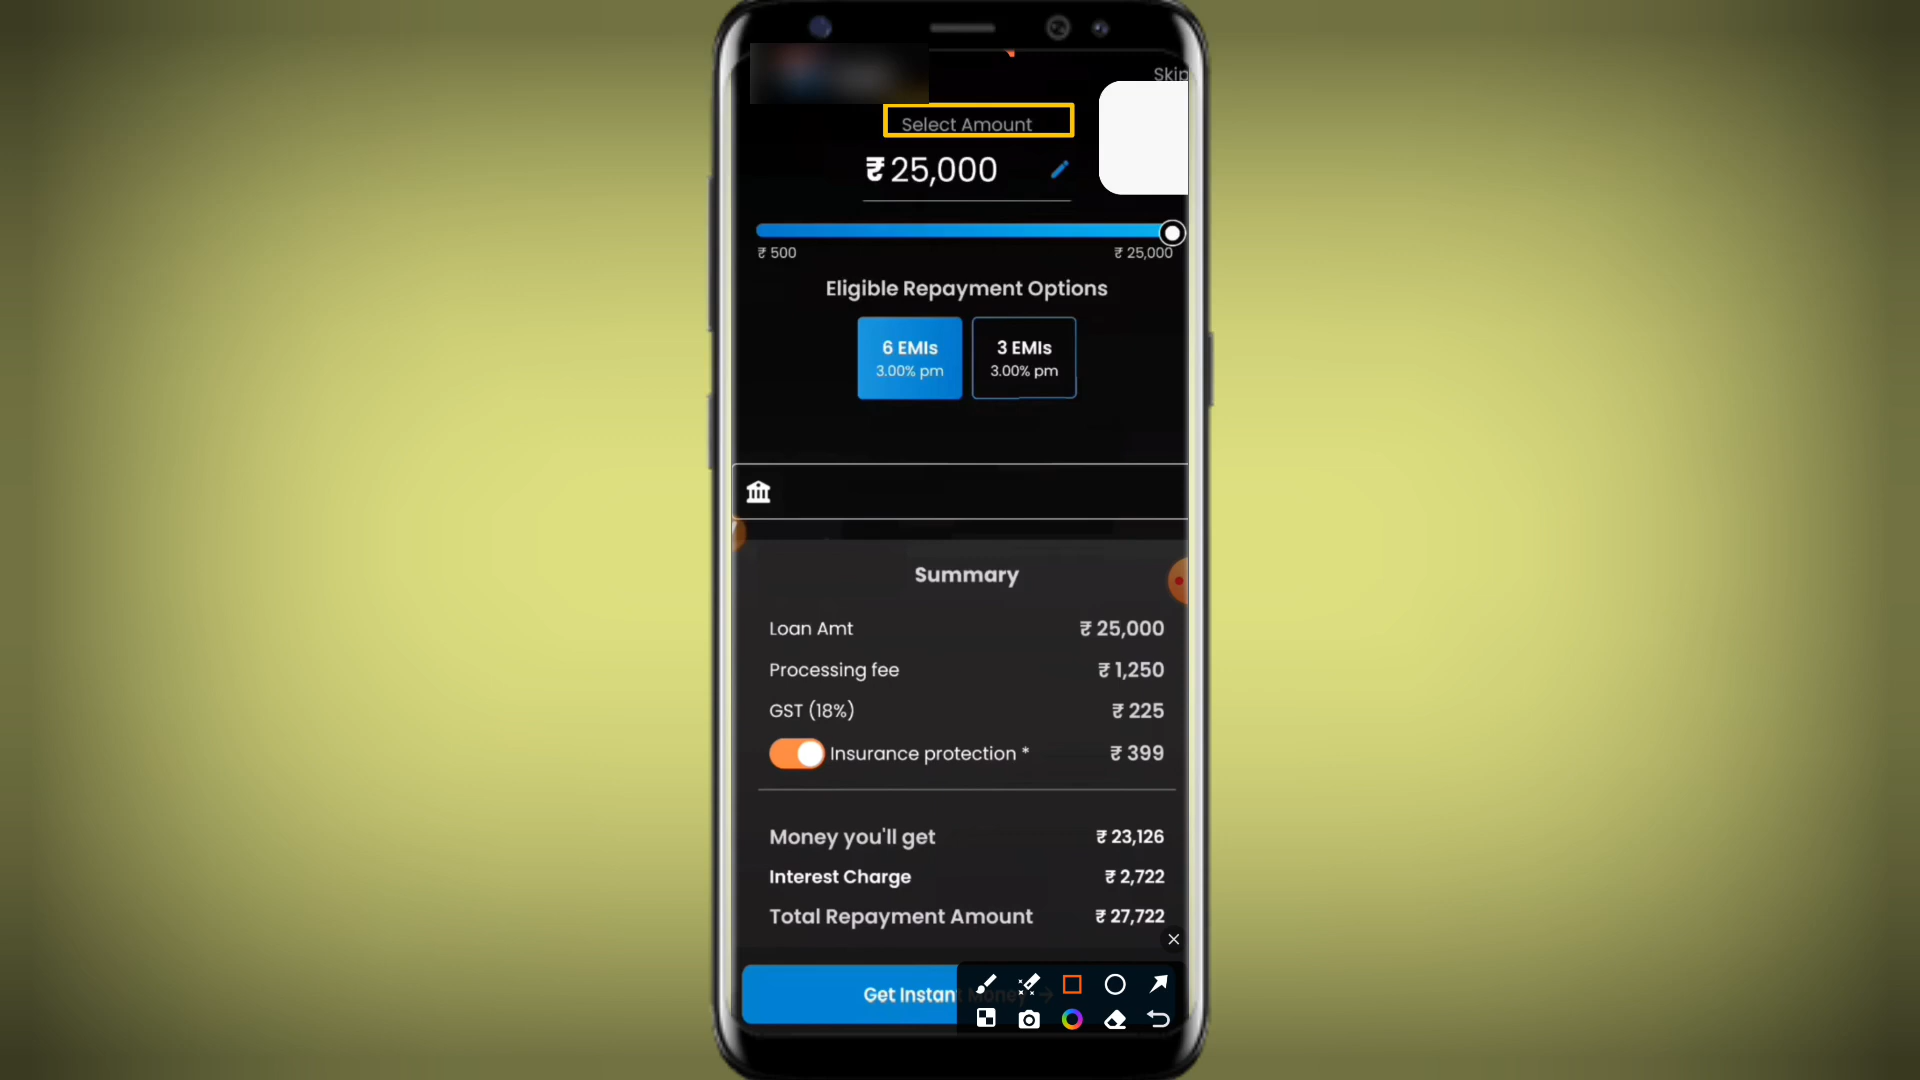 Skip
Select Amount
₹ 25,000
₹ 500
₹ 25,000
Eligible Repayment Options
6 EMIs
3.00% pm
3 EMIs
3.00% pm
Summary
Loan Amt ₹ 25,000
Processing fee ₹ 1,250
GST (18%) ₹ 225
Insurance protection * ₹ 399
Money you'll get ₹ 23,126
Interest Charge ₹ 2,722
Total Repayment Amount ₹ 27,722
Get Instant Money